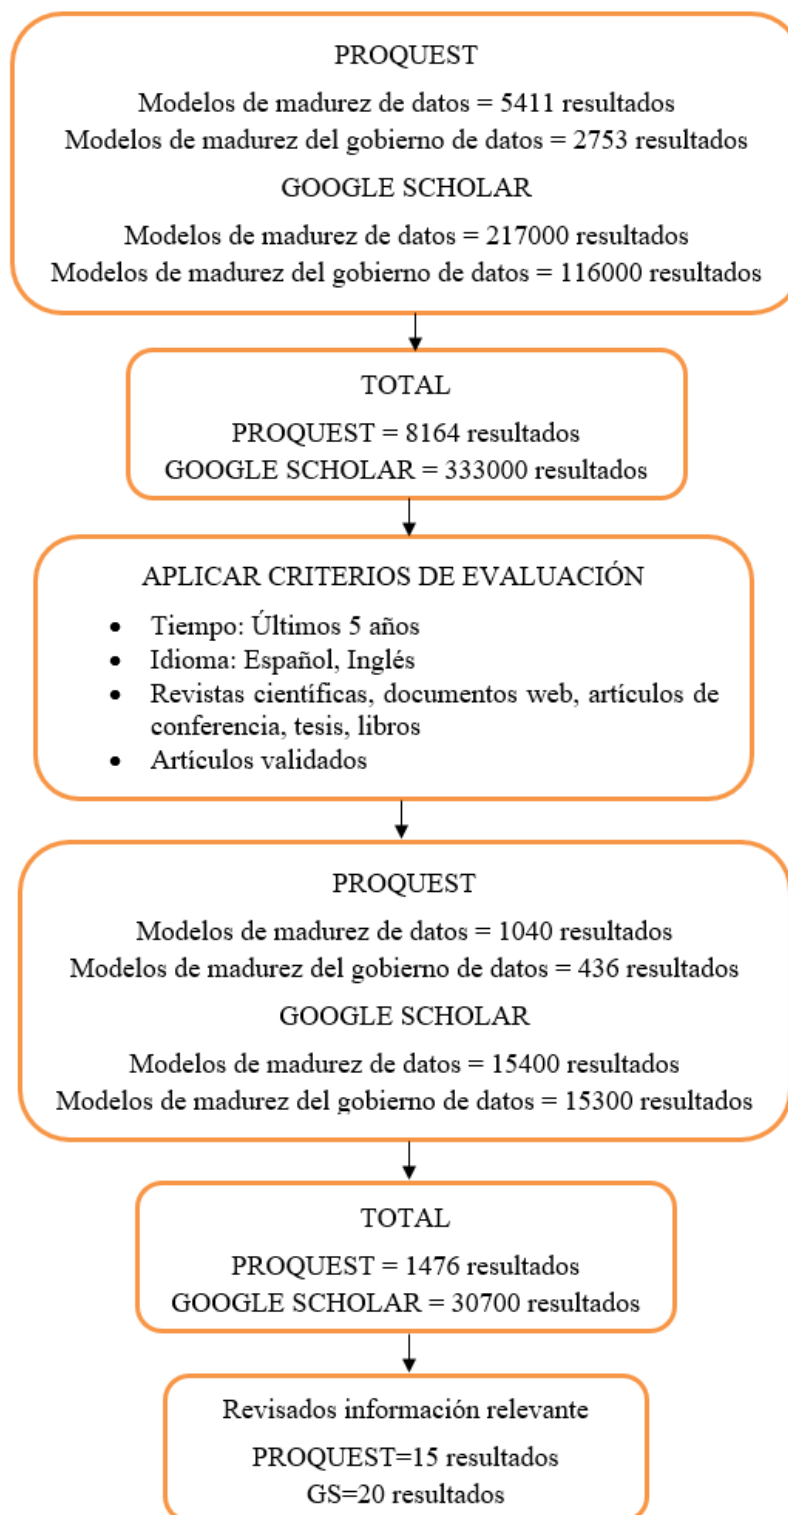 PROQUEST
Modelos de madurez de datos = 5411 resultados
Modelos de madurez del gobierno de datos = 2753 resultados
GOOGLE SCHOLAR
Modelos de madurez de datos = 217000 resultados
Modelos de madurez del gobierno de datos = 116000 resultados
TOTAL
PROQUEST = 8164 resultados
GOOGLE SCHOLAR = 333000 resultados
APLICAR CRITERIOS DE EVALUACIÓN
• Tiempo: Últimos 5 años
• Idioma: Español, Inglés
• Revistas científicas, documentos web, artículos de
conferencia, tesis, libros
• Artículos validados
PROQUEST
Modelos de madurez de datos = 1040 resultados
Modelos de madurez del gobierno de datos = 436 resultados
GOOGLE SCHOLAR
Modelos de madurez de datos = 15400 resultados
Modelos de madurez del gobierno de datos = 15300 resultados
TOTAL
PROQUEST = 1476 resultados
GOOGLE SCHOLAR = 30700 resultados
Revisados información relevante
PROQUEST=15 resultados
GS=20 resultados